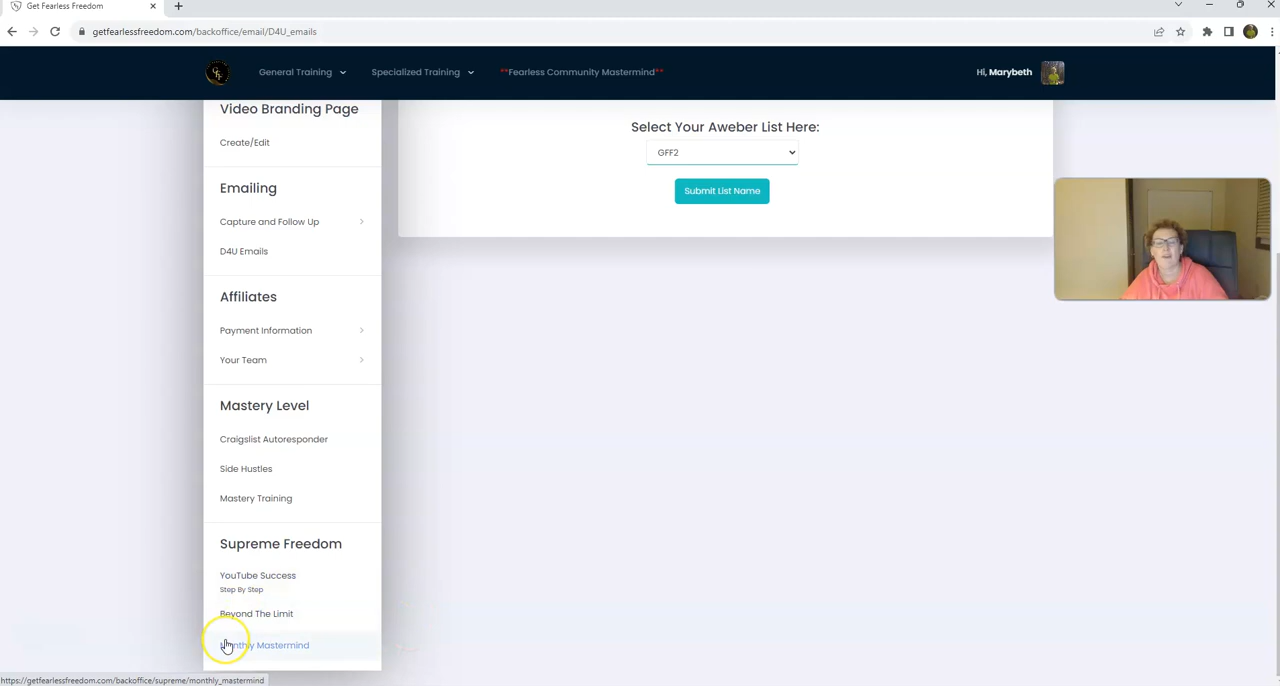 Get Fearless Freedom
getfearlessfreedom.com/backoffice/email/D4U_emails
General Training
Specialized Training
**Fearless Community Mastermind**
Hi, Marybeth
Video Branding Page
Create/Edit
Emailing
Capture and Follow Up
D4U Emails
Affiliates
Payment Information
Your Team
Mastery Level
Craigslist Autoresponder
Side Hustles
Mastery Training
Supreme Freedom
YouTube Success
Step By Step
Beyond The Limit
Monthly Mastermind
Select Your Aweber List Here:
GFF2
Submit List Name
https://getfearlessfreedom.com/backoffice/supreme/monthly_mastermind